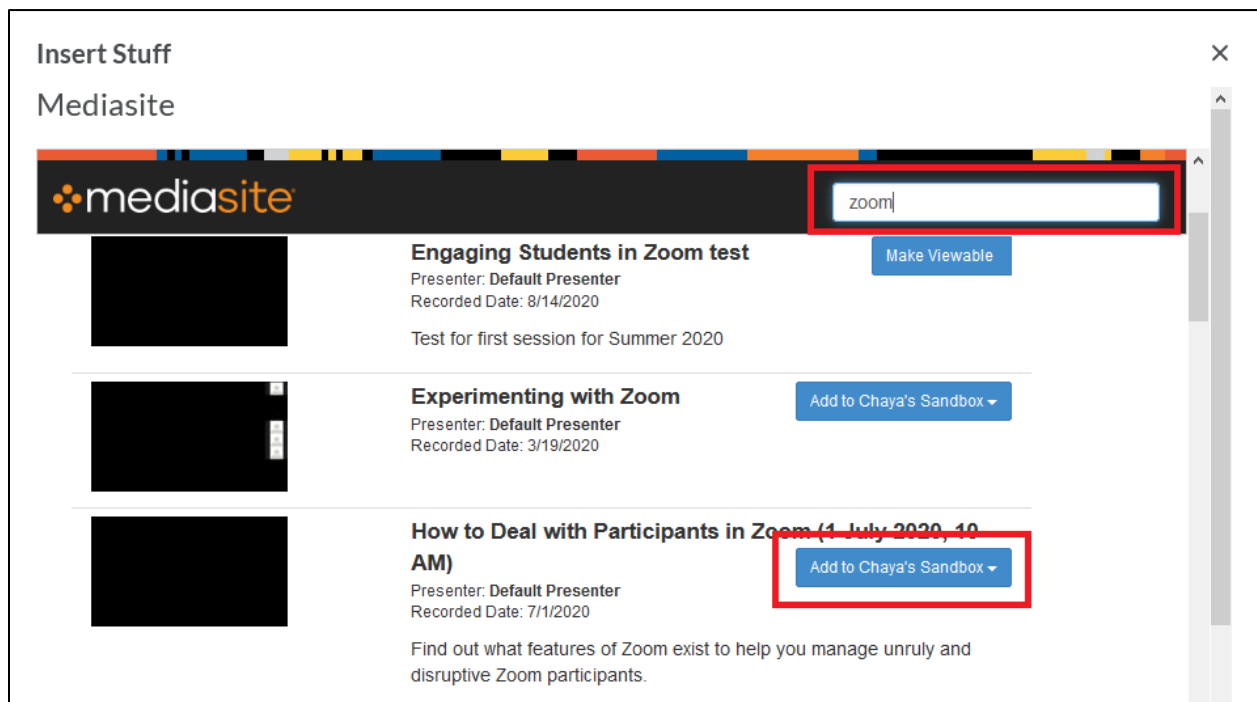 Insert Stuff
Mediasite
mediasite
zoom
Engaging Students in Zoom test
Make Viewable
Presenter: Default Presenter
Recorded Date: 8/14/2020
Test for first session for Summer 2020
Experimenting with Zoom
Add to Chaya's Sandbox
Presenter: Default Presenter
Recorded Date: 3/19/2020
How to Deal with Participants in Zoom (1 July 2020, 10
AM)
Add to Chaya's Sandbox
Presenter: Default Presenter
Recorded Date: 7/1/2020
Find out what features of Zoom exist to help you manage unruly and
disruptive Zoom participants.